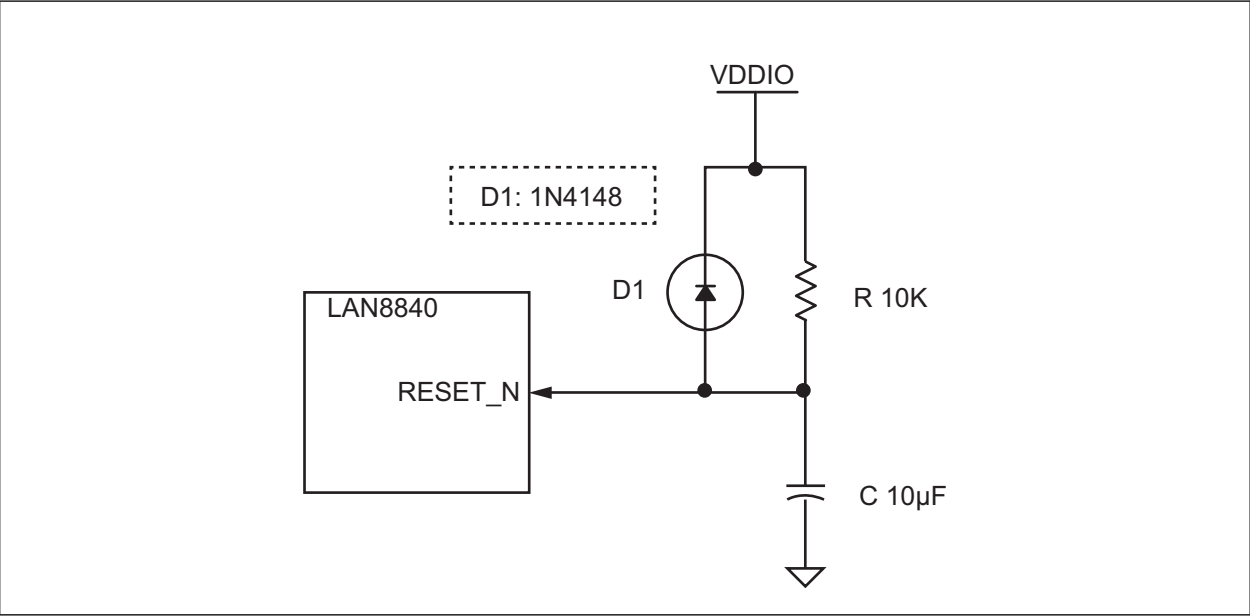 VDDIO
D1: 1N4148
D1
R 10K
LAN8840
RESET_N
C 10µF